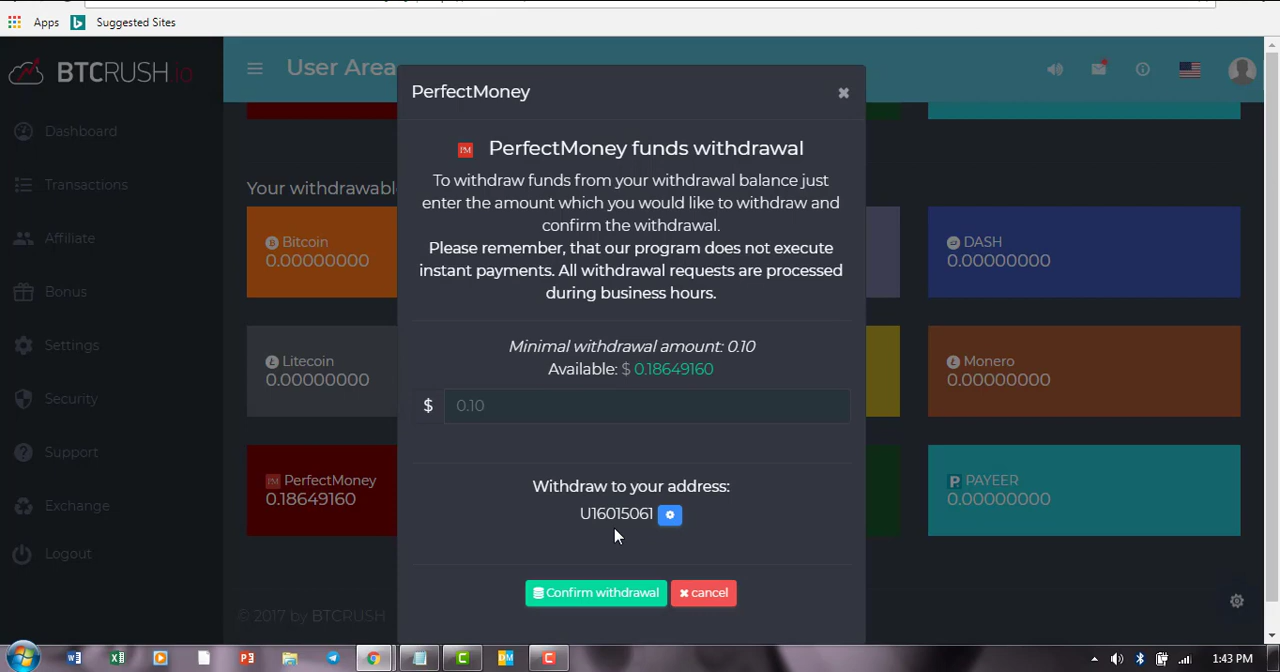 Apps
Suggested Sites
BTCRUSH.io
User Area
Dashboard
Transactions
Affiliate
Bonus
Settings
Security
Support
Exchange
Logout
Your withdrawabl
Bitcoin
0.00000000
DASH
0.00000000
Litecoin
0.00000000
Monero
0.00000000
PerfectMoney
0.18649160
PAYEER
0.00000000
© 2017 by BTCRUSH
PerfectMoney
PerfectMoney funds withdrawal
To withdraw funds from your withdrawal balance just
enter the amount which you would like to withdraw and
confirm the withdrawal.
Please remember, that our program does not execute
instant payments. All withdrawal requests are processed
during business hours.
Minimal withdrawal amount: 0.10
Available: $ 0.18649160
$ 0.10
Withdraw to your address:
U16015061
Confirm withdrawal
cancel
1:43 PM